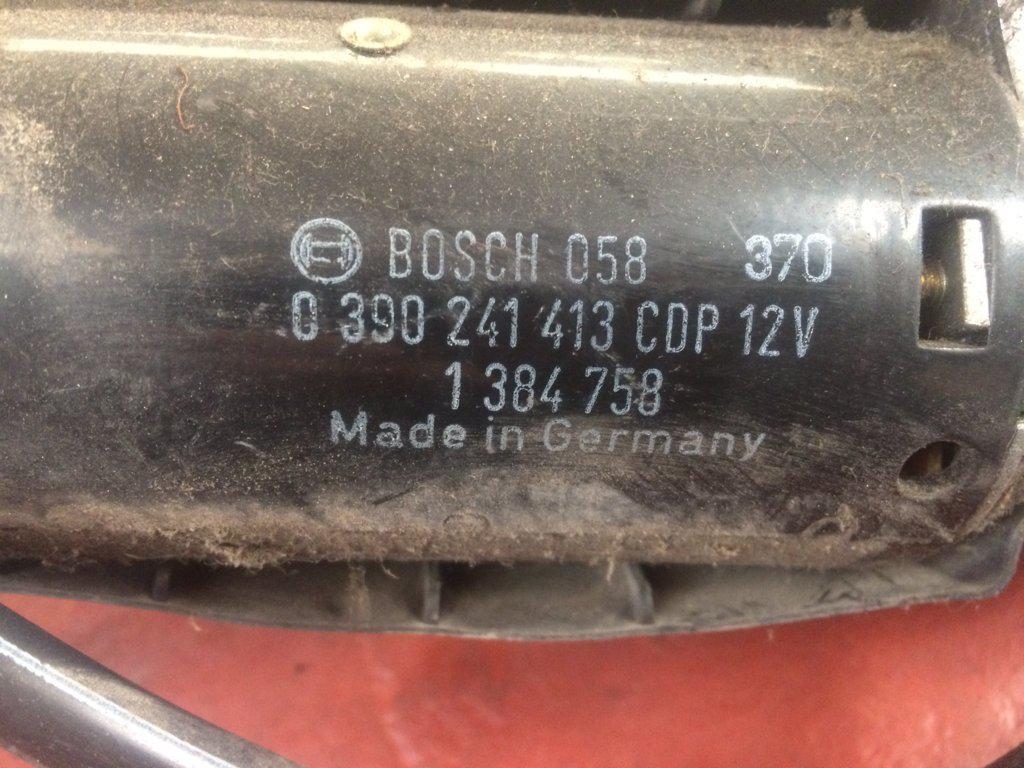 BOSCH 058 370
0 390 241 413 CDP 12V
1 384 758
Made in Germany